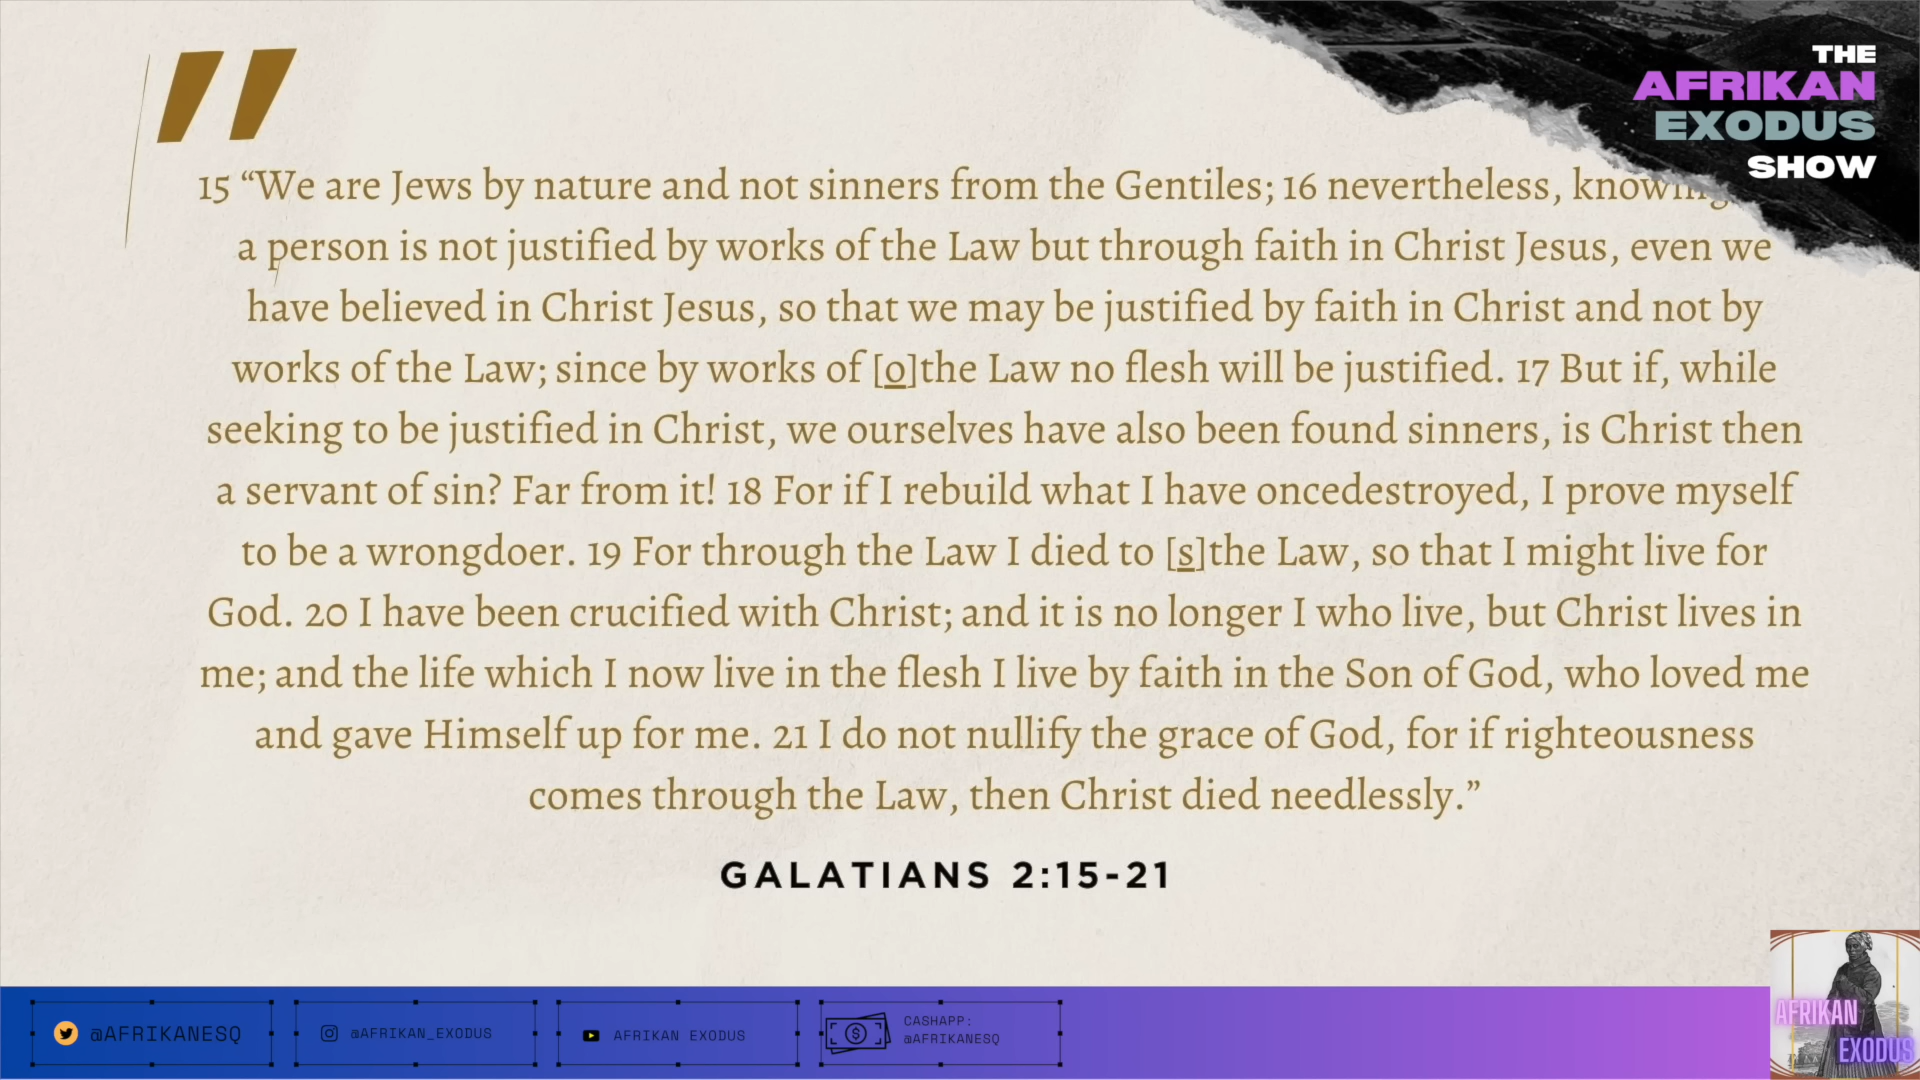 THE
AFRIKAN
EXODUS
SHOW
15 “We are Jews by nature and not sinners from the Gentiles; 16 nevertheless, knowing
a person is not justified by works of the Law but through faith in Christ Jesus, even we
have believed in Christ Jesus, so that we may be justified by faith in Christ and not by
works of the Law; since by works of [o]the Law no flesh will be justified. 17 But if, while
seeking to be justified in Christ, we ourselves have also been found sinners, is Christ then
a servant of sin? Far from it! 18 For if I rebuild what I have oncedestroyed, I prove myself
to be a wrongdoer. 19 For through the Law I died to [s]the Law, so that I might live for
God. 20 I have been crucified with Christ; and it is no longer I who live, but Christ lives in
me; and the life which I now live in the flesh I live by faith in the Son of God, who loved me
and gave Himself up for me. 21 I do not nullify the grace of God, for if righteousness
comes through the Law, then Christ died needlessly.”
GALATIANS 2:15-21
@AFRIKANESQ
@AFRIKAN_EXODUS
AFRIKAN EXODUS
CASHAPP:
@AFRIKANESQ
AFRIKAN
EXODUS